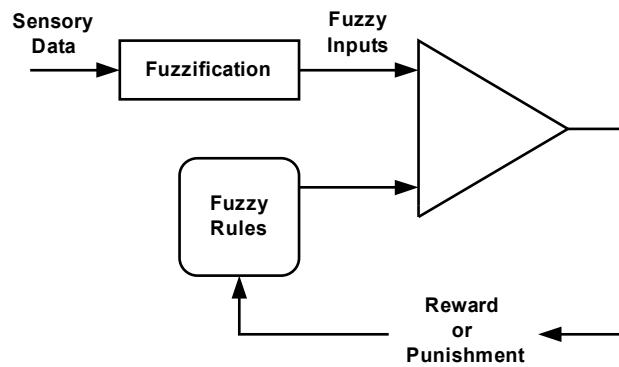 Sensory
Data
Fuzzification
Fuzzy
Inputs
Fuzzy
Rules
Reward
or
Punishment